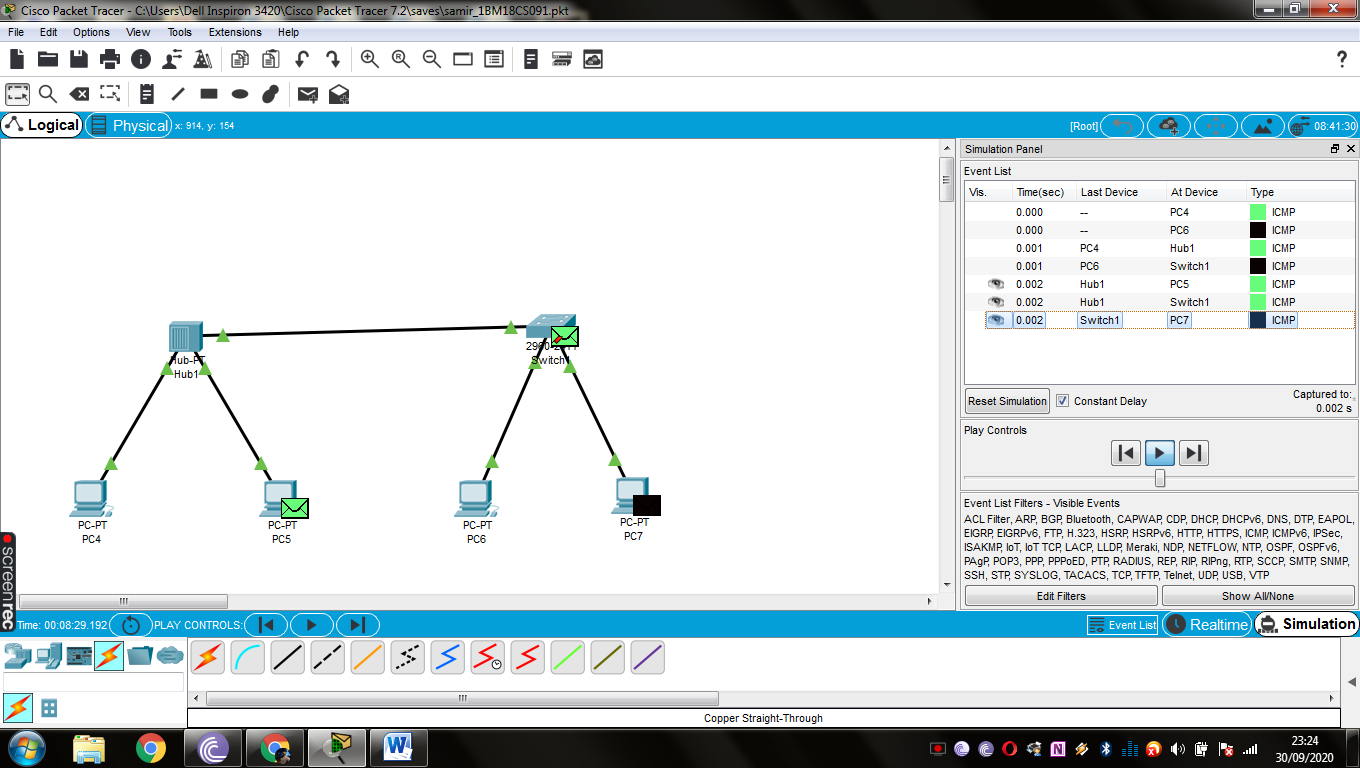 Cisco Packet Tracer - C:\Users\Dell Inspiron 3420\Cisco Packet Tracer 7.2\saves\samir_1BM18CS091.pkt
File Edit Options View Tools Extensions Help
Logical Physical x: 914, y: 154 [Root] 08:41:30
Simulation Panel
Event List
Vis. Time(sec) Last Device At Device Type
0.000 -- PC4 ICMP
0.000 -- PC6 ICMP
0.001 PC4 Hub1 ICMP
0.001 PC6 Switch1 ICMP
0.002 Hub1 PC5 ICMP
0.002 Hub1 Switch1 ICMP
0.002 Switch1 PC7 ICMP
Reset Simulation Constant Delay Captured to:
0.002 s
Play Controls
Event List Filters - Visible Events
ACL Filter, ARP, BGP, Bluetooth, CAPWAP, CDP, DHCP, DHCPv6, DNS, DTP, EAPOL,
EIGRP, EIGRPv6, FTP, H.323, HSRP, HSRPv6, HTTP, HTTPS, ICMP, ICMPv6, IPSec,
ISAKMP, IoT, IoT TCP, LACP, LLDP, Meraki, NDP, NETFLOW, NTP, OSPF, OSPFv6,
PAgP, POP3, PPP, PPPoED, PTP, RADIUS, REP, RIP, RIPng, RTP, SCCP, SMTP, SNMP,
SSH, STP, SYSLOG, TACACS, TCP, TFTP, Telnet, UDP, USB, VTP
Edit Filters Show All/None
Hub-PT
Hub1
Switch1
PC-PT
PC4
PC-PT
PC5
PC-PT
PC6
PC-PT
PC7
screenrec
Time: 00:08:29.192 PLAY CONTROLS: Event List Realtime Simulation
Copper Straight-Through
23:24
30/09/2020